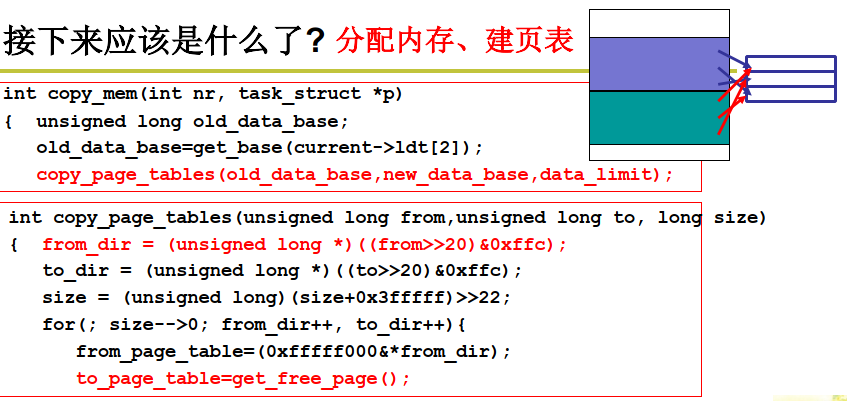 接下来应该是什么了? 分配内存、建页表
int copy_mem(int nr, task_struct *p)
{  unsigned long old_data_base;
   old_data_base=get_base(current->ldt[2]);
   copy_page_tables(old_data_base,new_data_base,data_limit);
int copy_page_tables(unsigned long from,unsigned long to, long size)
{  from_dir = (unsigned long *)((from>>20)&0xffc);
   to_dir = (unsigned long *)((to>>20)&0xffc);
   size = (unsigned long)(size+0x3fffff)>>22;
   for(; size-->0; from_dir++, to_dir++){
      from_page_table=(0xfffff000&*from_dir);
      to_page_table=get_free_page();